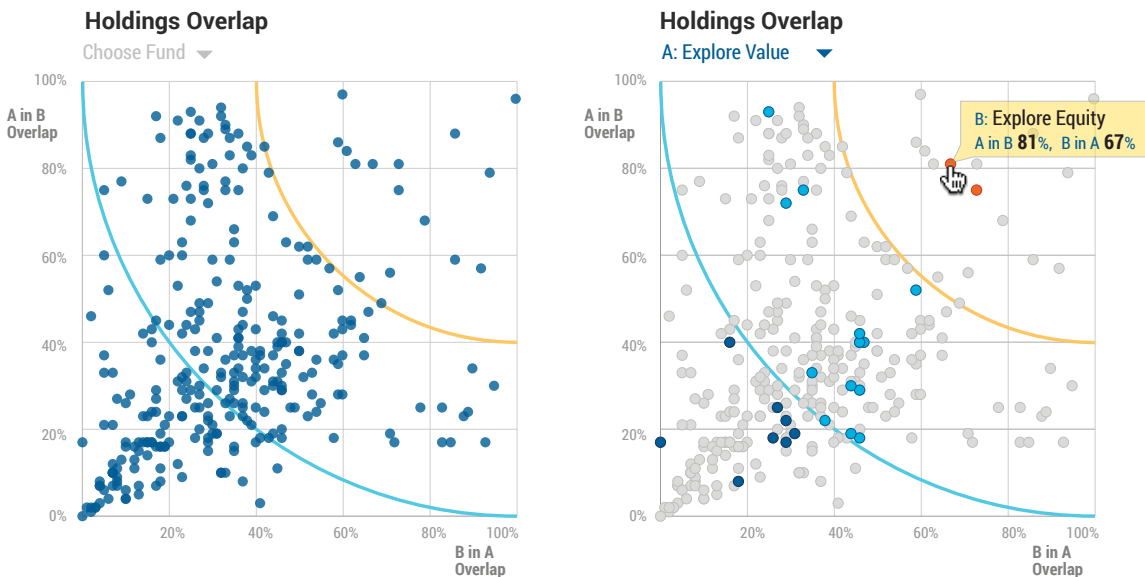 Holdings Overlap
Choose Fund
100%
A in B
Overlap
80%
60%
40%
20%
0%
20%
40%
60%
80%
100%
B in A
Overlap
Holdings Overlap
A: Explore Value
100%
A in B
Overlap
80%
60%
40%
20%
0%
20%
40%
60%
80%
100%
B in A
Overlap
B: Explore Equity
A in B 81%, B in A 67%